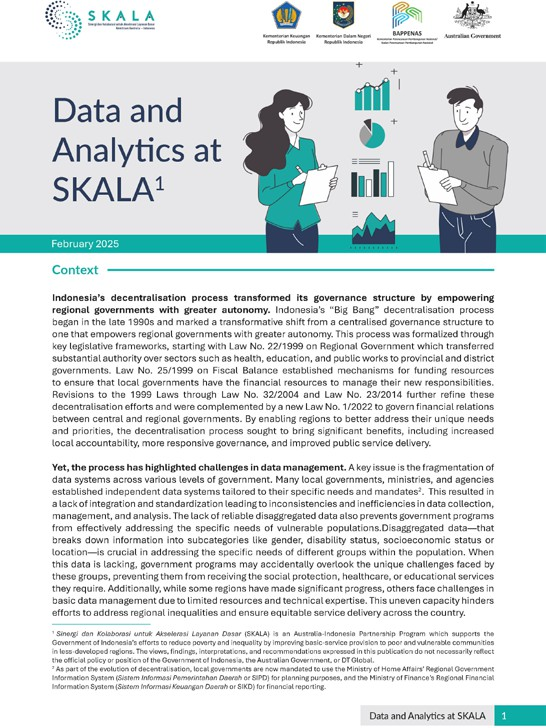 SKALA
Kementerian Keuangan
Republik Indonesia
Kementerian Dalam Negeri
Republik Indonesia
BAPPENAS
Australian Government
Data and
Analytics at
SKALA1
February 2025
Context
Indonesia's decentralisation process transformed its governance structure by empowering
regional governments with greater autonomy. Indonesia's "Big Bang" decentralisation process
began in the late 1990s and marked a transformative shift from a centralised governance structure to
one that empowers regional governments with greater autonomy. This process was formalized through
key legislative frameworks, starting with Law No. 22/1999 on Regional Government which transferred
substantial authority over sectors such as health, education, and public works to provincial and district
governments. Law No. 25/1999 on Fiscal Balance established mechanisms for funding resources
to ensure that local governments have the financial resources to manage their new responsibilities.
Revisions to the 1999 Laws through Law No. 32/2004 and Law No. 23/2014 further refine these
decentralisation efforts and were complemented by a new Law No. 1/2022 to govern financial relations
between central and regional governments. By enabling regions to better address their unique needs
and priorities, the decentralisation process sought to bring significant benefits, including increased
local accountability, more responsive governance, and improved public service delivery.
Yet, the process has highlighted challenges in data management. A key issue is the fragmentation of
data systems across various levels of government. Many local governments, ministries, and agencies
established independent data systems tailored to their specific needs and mandates2. This resulted in
a lack of integration and standardization leading to inconsistencies and inefficiencies in data collection,
management, and analysis. The lack of reliable disaggregated data also prevents government programs
from effectively addressing the specific needs of vulnerable populations.Disaggregated data—that
breaks down information into subcategories like gender, disability status, socioeconomic status or
location—is crucial in addressing the specific needs of different groups within the population. When
this data is lacking, government programs may accidentally overlook the unique challenges faced by
these groups, preventing them from receiving the social protection, healthcare, or educational services
they require. Additionally, while some regions have made significant progress, others face challenges in
basic data management due to limited resources and technical expertise. This uneven capacity hinders
efforts to address regional inequalities and ensure equitable service delivery across the country.
1 Sinergi dan Kolaborasi untuk Akselerasi Layanan Dasar (SKALA) is an Australia-Indonesia Partnership Program which supports the
Government of Indonesia's efforts to reduce poverty and inequality by improving basic-service provision to poor and vulnerable communities
in less-developed regions. The views, findings, interpretations, and recommendations expressed in this publication do not necessarily reflect
the official policy or position of the Government of Indonesia, the Australian Government, or DT Global.
2 As part of the evolution of decentralisation, local governments are now mandated to use the Ministry of Home Affairs' Regional Government
Information System (Sistem Informasi Pemerintahan Daerah or SIPD) for planning purposes, and the Ministry of Finance's Regional Financial
Information System (Sistem Informasi Keuangan Daerah or SIKD) for financial reporting.
Data and Analytics at SKALA 1